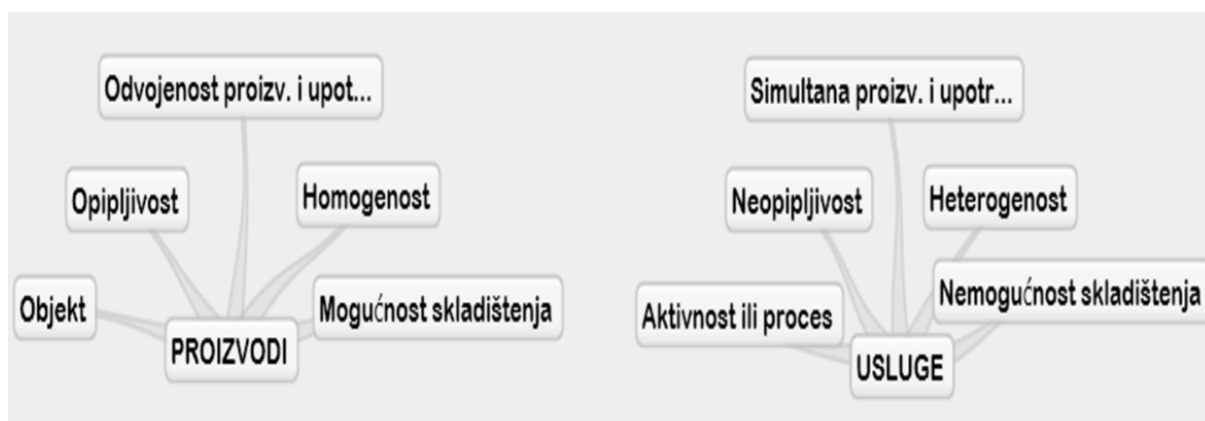 Odvojenost proizv. i upot...
Opipljivost
Homogenost
Objekt
Mogućnost skladištenja
PROIZVODI
Simultana proizv. i upotr...
Neopipljivost
Heterogenost
Aktivnost ili proces
Nemogućnost skladištenja
USLUGE